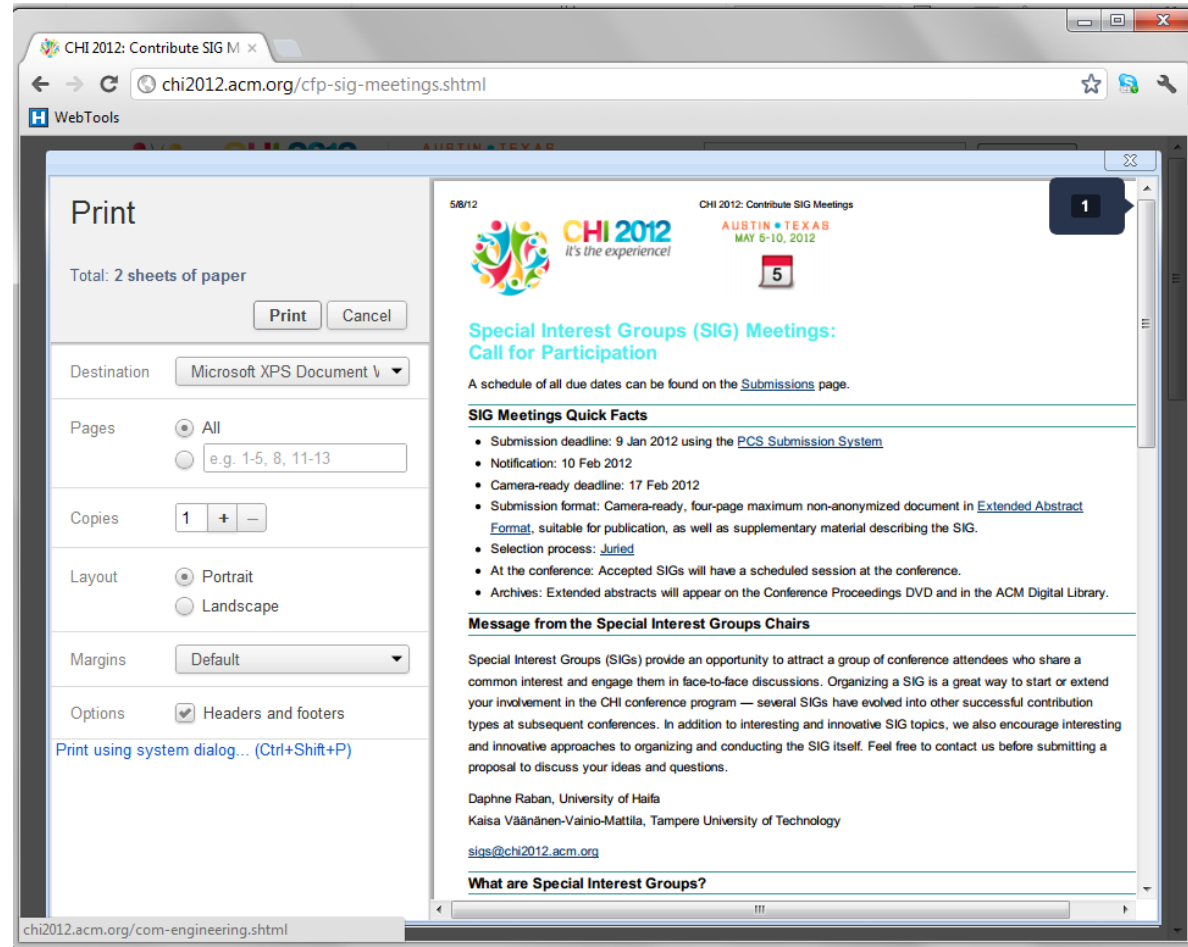 CHI 2012: Contribute SIG M
chi2012.acm.org/cfp-sig-meetings.shtml
WebTools
Print
Total: 2 sheets of paper
Print Cancel
Destination Microsoft XPS Document
Pages All
e.g. 1-5, 8, 11-13
Copies 1 + –
Layout Portrait
Landscape
Margins Default
Options Headers and footers
Print using system dialog... (Ctrl+Shift+P)
5/8/12 CHI 2012: Contribute SIG Meetings
1
CHI 2012
it's the experience!
AUSTIN • TEXAS
MAY 5-10, 2012
5
Special Interest Groups (SIG) Meetings:
Call for Participation
A schedule of all due dates can be found on the Submissions page.
SIG Meetings Quick Facts
• Submission deadline: 9 Jan 2012 using the PCS Submission System
• Notification: 10 Feb 2012
• Camera-ready deadline: 17 Feb 2012
• Submission format: Camera-ready, four-page maximum non-anonymized document in Extended Abstract
Format, suitable for publication, as well as supplementary material describing the SIG.
• Selection process: Juried
• At the conference: Accepted SIGs will have a scheduled session at the conference.
• Archives: Extended abstracts will appear on the Conference Proceedings DVD and in the ACM Digital Library.
Message from the Special Interest Groups Chairs
Special Interest Groups (SIGs) provide an opportunity to attract a group of conference attendees who share a
common interest and engage them in face-to-face discussions. Organizing a SIG is a great way to start or extend
your involvement in the CHI conference program — several SIGs have evolved into other successful contribution
types at subsequent conferences. In addition to interesting and innovative SIG topics, we also encourage interesting
and innovative approaches to organizing and conducting the SIG itself. Feel free to contact us before submitting a
proposal to discuss your ideas and questions.
Daphne Raban, University of Haifa
Kaisa Väänänen-Vainio-Mattila, Tampere University of Technology
sigs@chi2012.acm.org
What are Special Interest Groups?
chi2012.acm.org/com-engineering.shtml